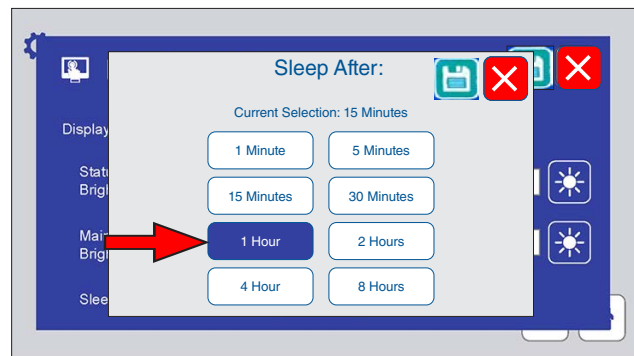 Sleep After:
Current Selection: 15 Minutes
Display
1 Minute
5 Minutes
15 Minutes
30 Minutes
1 Hour
2 Hours
4 Hour
8 Hours